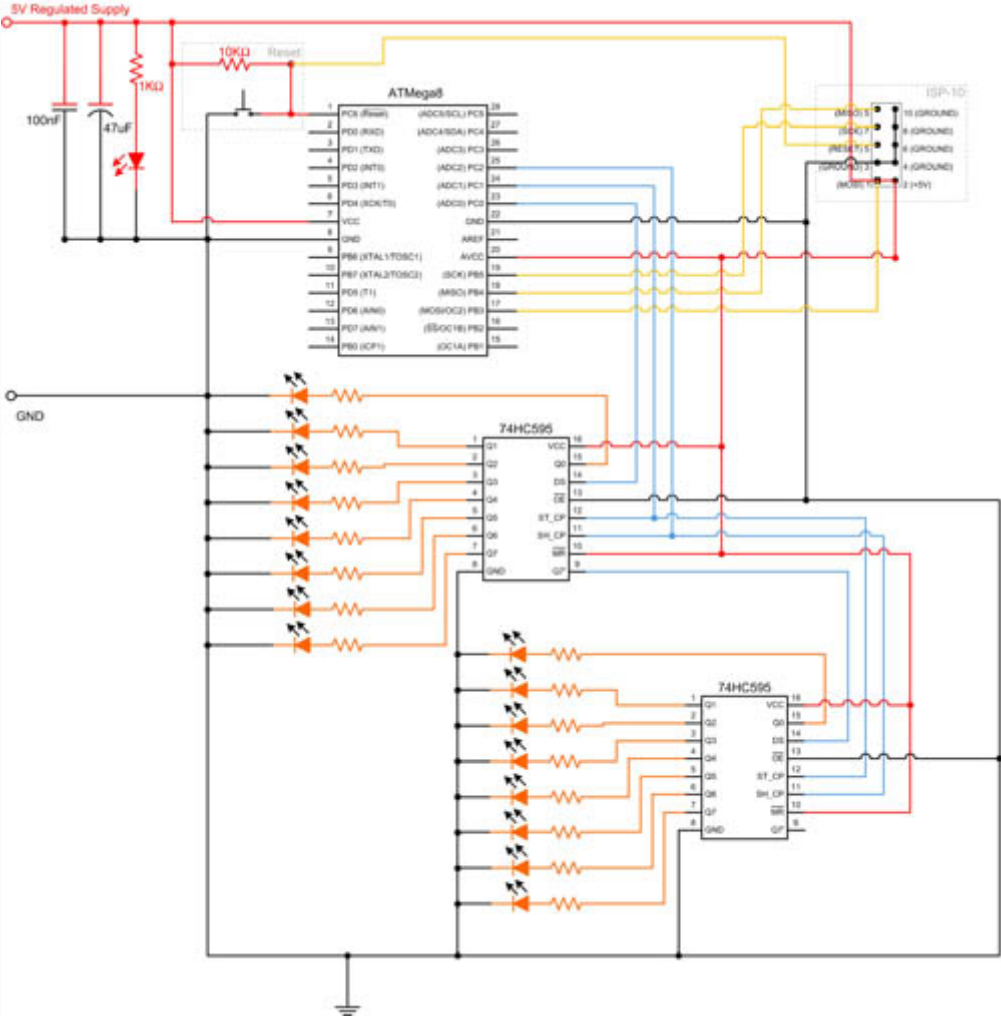 5V Regulated Supply
10KΩ
Reset
1KΩ
100nF
47uF
ATMega8
ISP-10
1 PC6 (Reset) (ADC5/SCL) PC5 28
2 PD0 (RXD) (ADC4/SDA) PC4 27
3 PD1 (TXD) (ADC3) PC3 26
4 PD2 (INT0) (ADC2) PC2 25
5 PD3 (INT1) (ADC1) PC1 24
6 PD4 (XCK/T0) (ADC0) PC0 23
7 VCC GND 22
8 GND AREF 21
9 PB6 (XTAL1/TOSC1) AVCC 20
10 PB7 (XTAL2/TOSC2) (SCK) PB5 19
11 PD5 (T1) (MISO) PB4 18
12 PD6 (AIN0) (MOSI/OC2) PB3 17
13 PD7 (AIN1) (SS/OC1B) PB2 16
14 PB0 (ICP1) (OC1A) PB1 15
10 (GROUND)
(SCK) 7
(GROUND)
(RESET) 5
(GROUND)
(GROUND) 3 4 (GROUND)
(MOSI) 1 2 (+5V)
GND
74HC595
1 Q1 VCC 16
2 Q2 Q0 15
3 Q3 DS 14
4 Q4 OE 13
5 Q5 ST_CP 12
6 Q6 SH_CP 11
7 Q7 MR 10
8 GND Q7' 9
74HC595
1 Q1 VCC 16
2 Q2 Q0 15
3 Q3 DS 14
4 Q4 OE 13
5 Q5 ST_CP 12
6 Q6 SH_CP 11
7 Q7 MR 10
8 GND Q7' 9